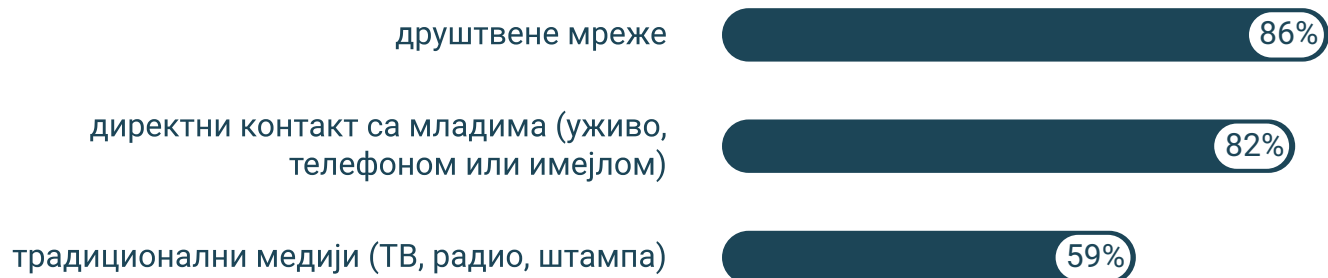 друштвене мреже
86%
директни контакт са младима (уживо,
телефоном или имејлом)
82%
традиционални медији (ТВ, радио, штампа)
59%